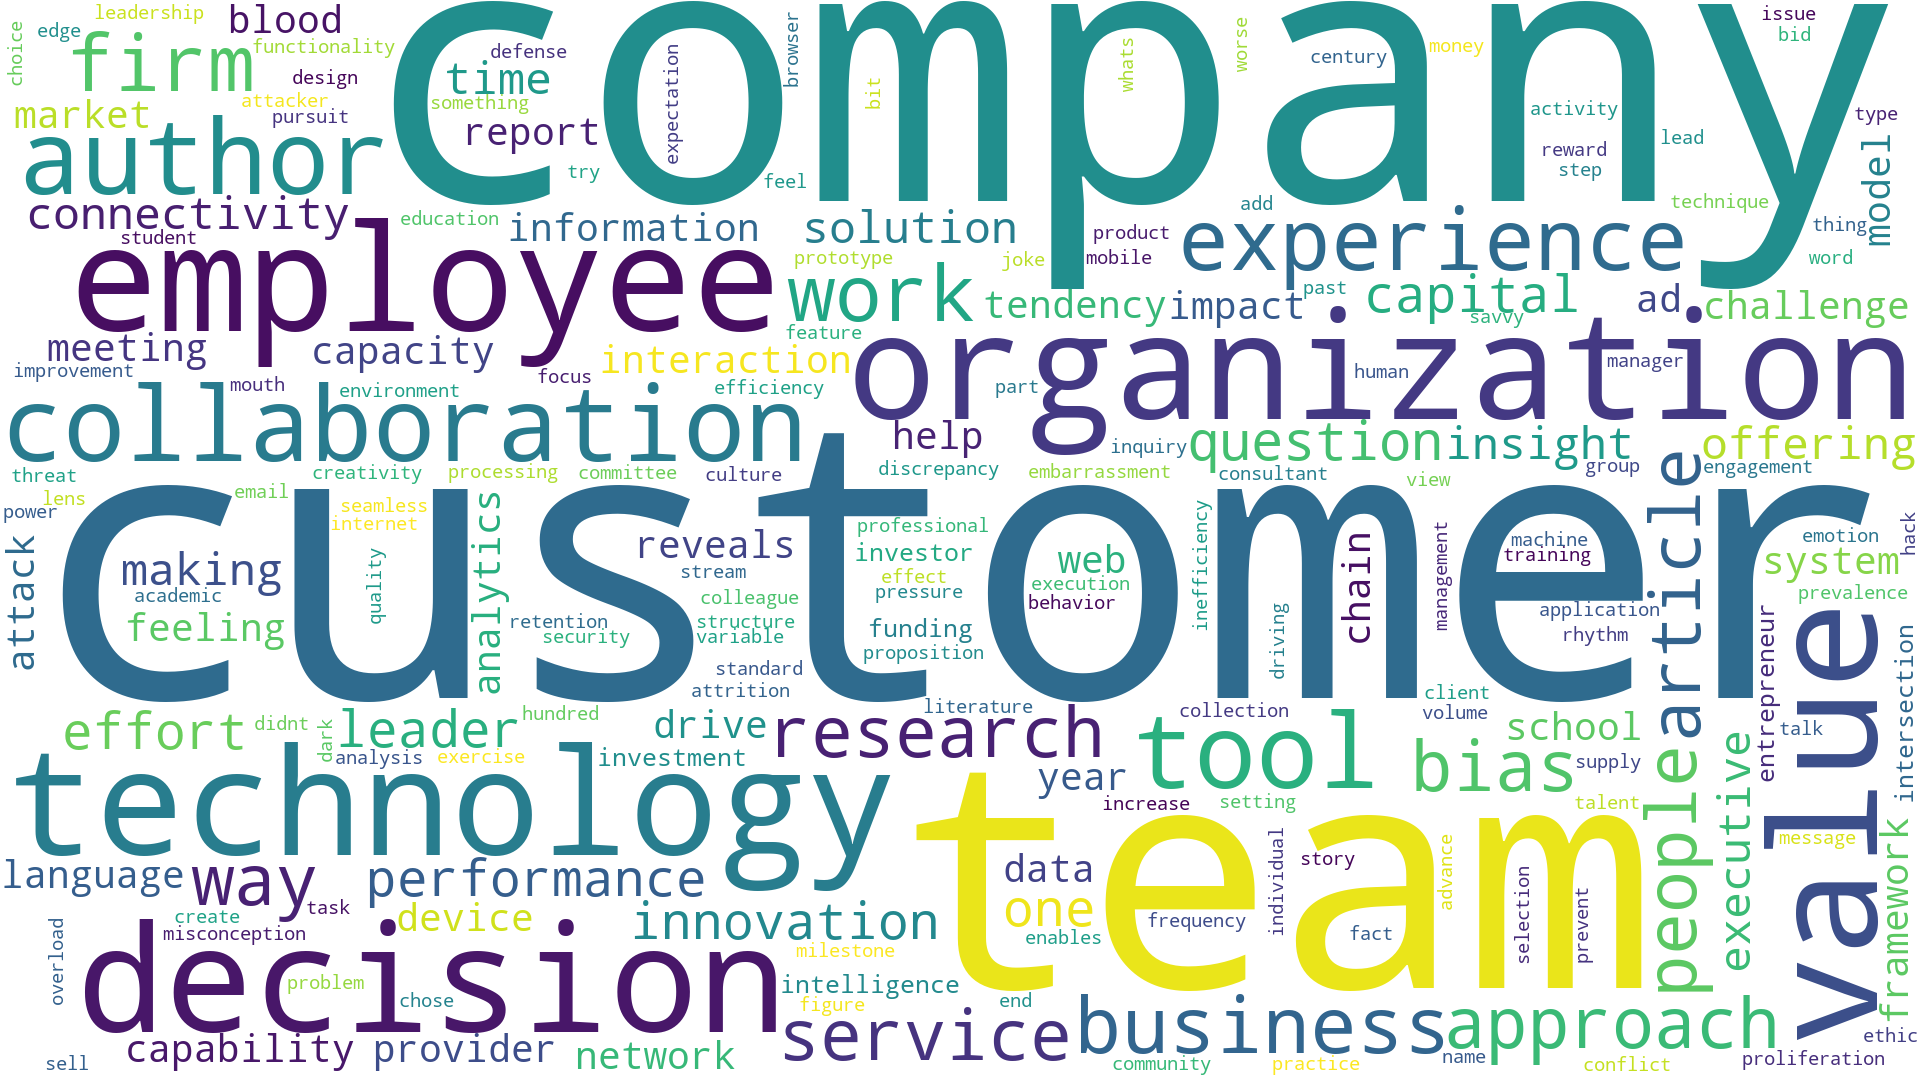 company
customer
team
employee
organization
decision
technology
collaboration
value
author
firm
experience
business
approach
service
research
tool
work
people
article
bias
way
innovation
performance
blood
leadership
edge
choice
functionality
design
attacker
pursuit
market
defense
time
something
report
expectation
try
browser
bit
feel
whats
worse
century
money
issue
bid
activity
reward
step
lead
type
model
technique
thing
word
connectivity
student
education
information
solution
prototype
joke
product
mobile
add
past
savvy
capital
ad
challenge
tendency
impact
feature
meeting
improvement
mouth
capacity
environment
focus
interaction
efficiency
part
human
manager
help
discrepancy
inquiry
embarrassment
question
consultant
insight
view
group
offering
engagement
threat
lens
power
email
creativity
seamless
internet
processing
committee
culture
analytics
attack
making
academic
feeling
quality
reveals
stream
colleague
structure
variable
retention
security
standard
attrition
professional
investor
effect
pressure
funding
proposition
web
execution
behavior
inefficiency
driving
chain
management
machine
training
application
rhythm
system
emotion
hack
prevalence
entrepreneur
intersection
effort
didnt
dark
leader
analysis
exercise
hundred
drive
investment
literature
collection
client
volume
school
supply
talk
year
increase
setting
talent
executive
message
framework
language
task
create
misconception
overload
device
problem
chose
sell
capability
provider
network
milestone
intelligence
figure
end
data
one
enables
frequency
individual
story
fact
advance
selection
prevent
community
practice
name
conflict
proliferation
ethic